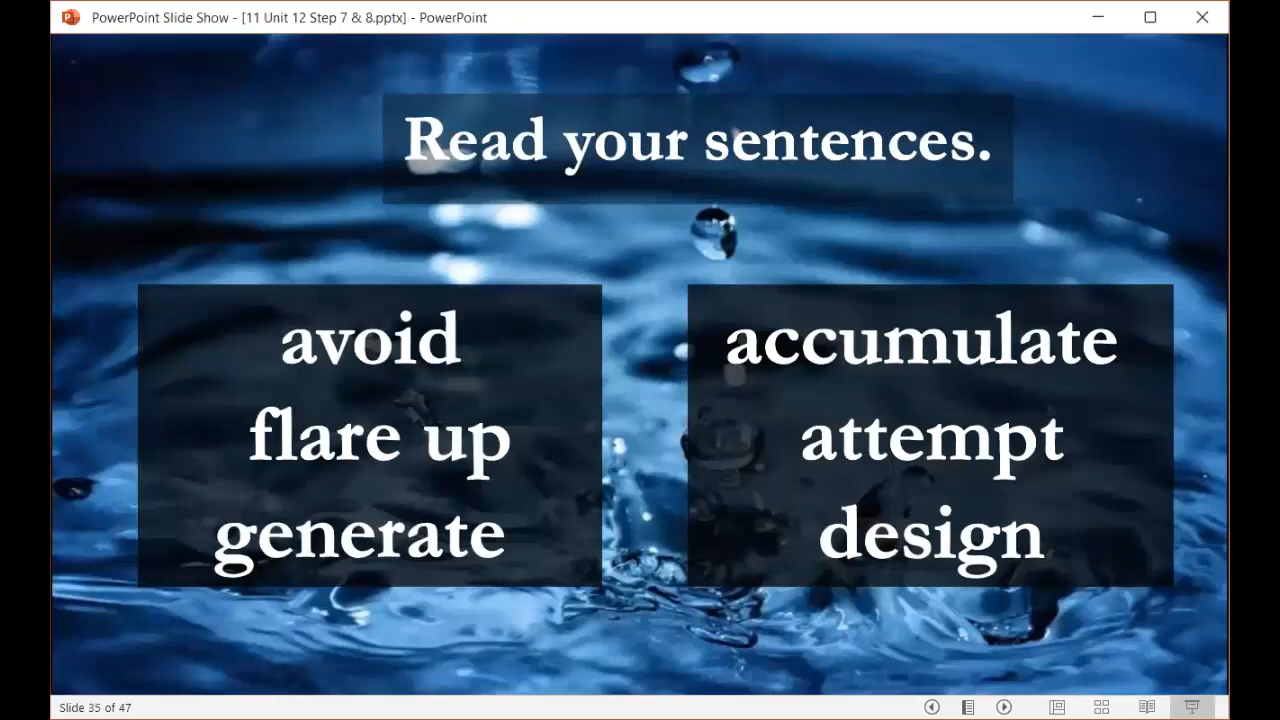 PowerPoint Slide Show - [11 Unit 12 Step 7 & 8.pptx] - PowerPoint
Read your sentences.
avoid
flare up
generate
accumulate
attempt
design
Slide 35 of 47